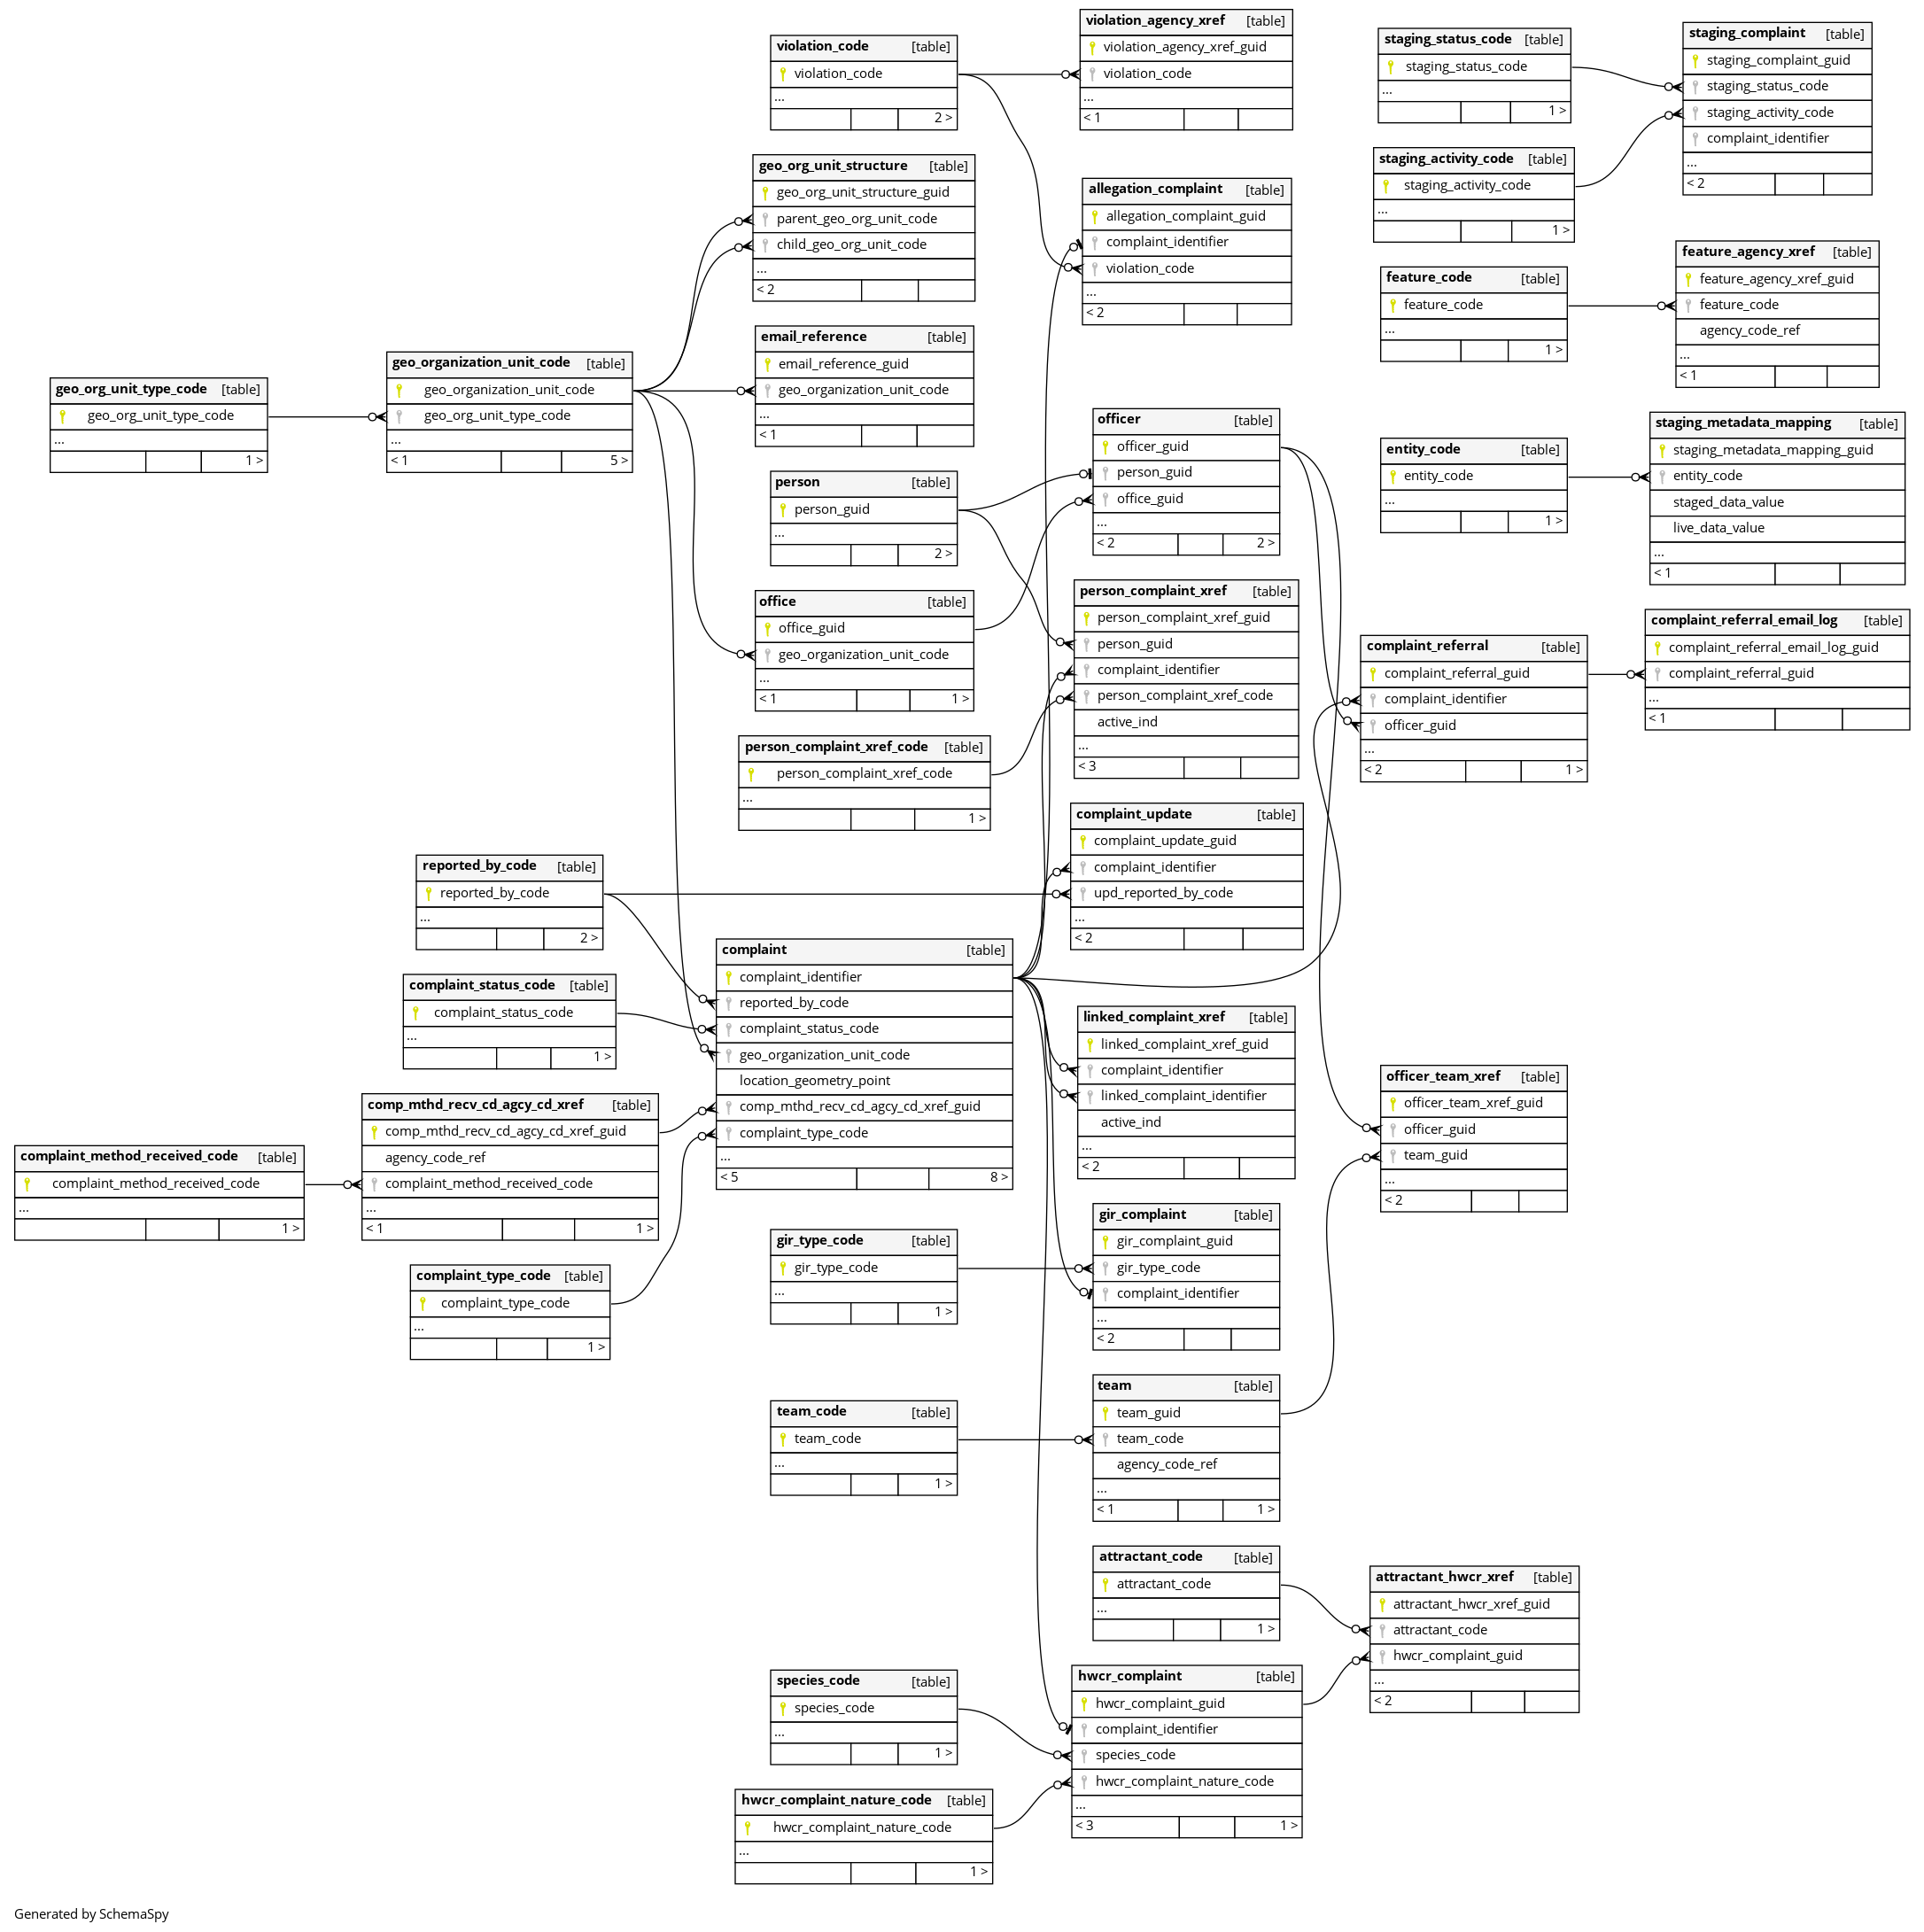 geo_org_unit_type_code [table]
geo_org_unit_type_code
...
1 >
complaint_method_received_code [table]
complaint_method_received_code
...
1 >
geo_organization_unit_code [table]
geo_organization_unit_code
geo_org_unit_type_code
...
< 1 5 >
reported_by_code [table]
reported_by_code
...
2 >
complaint_status_code [table]
complaint_status_code
...
1 >
comp_mthd_recv_cd_agcy_cd_xref [table]
comp_mthd_recv_cd_agcy_cd_xref_guid
agency_code_ref
complaint_method_received_code
...
< 1 1 >
complaint_type_code [table]
complaint_type_code
...
1 >
violation_code [table]
violation_code
...
2 >
geo_org_unit_structure [table]
geo_org_unit_structure_guid
parent_geo_org_unit_code
child_geo_org_unit_code
...
< 2
email_reference [table]
email_reference_guid
geo_organization_unit_code
...
< 1
person [table]
person_guid
...
2 >
office [table]
office_guid
geo_organization_unit_code
...
< 1 1 >
person_complaint_xref_code [table]
person_complaint_xref_code
...
1 >
complaint [table]
complaint_identifier
reported_by_code
complaint_status_code
geo_organization_unit_code
location_geometry_point
comp_mthd_recv_cd_agcy_cd_xref_guid
complaint_type_code
...
< 5 8 >
gir_type_code [table]
gir_type_code
...
1 >
team_code [table]
team_code
...
1 >
species_code [table]
species_code
...
1 >
hwcr_complaint_nature_code [table]
hwcr_complaint_nature_code
...
1 >
violation_agency_xref [table]
violation_agency_xref_guid
violation_code
...
< 1
allegation_complaint [table]
allegation_complaint_guid
complaint_identifier
violation_code
...
< 2
officer [table]
officer_guid
person_guid
office_guid
...
< 2 2 >
person_complaint_xref [table]
person_complaint_xref_guid
person_guid
complaint_identifier
person_complaint_xref_code
active_ind
...
< 3
complaint_update [table]
complaint_update_guid
complaint_identifier
upd_reported_by_code
...
< 2
linked_complaint_xref [table]
linked_complaint_xref_guid
complaint_identifier
linked_complaint_identifier
active_ind
...
< 2
gir_complaint [table]
gir_complaint_guid
gir_type_code
complaint_identifier
...
< 2
team [table]
team_guid
team_code
agency_code_ref
...
< 1 1 >
attractant_code [table]
attractant_code
...
1 >
hwcr_complaint [table]
hwcr_complaint_guid
complaint_identifier
species_code
hwcr_complaint_nature_code
...
< 3 1 >
staging_status_code [table]
staging_status_code
...
1 >
staging_activity_code [table]
staging_activity_code
...
1 >
feature_code [table]
feature_code
...
1 >
entity_code [table]
entity_code
...
1 >
complaint_referral [table]
complaint_referral_guid
complaint_identifier
officer_guid
...
< 2 1 >
officer_team_xref [table]
officer_team_xref_guid
officer_guid
team_guid
...
< 2
attractant_hwcr_xref [table]
attractant_hwcr_xref_guid
attractant_code
hwcr_complaint_guid
...
< 2
staging_complaint [table]
staging_complaint_guid
staging_status_code
staging_activity_code
complaint_identifier
...
< 2
feature_agency_xref [table]
feature_agency_xref_guid
feature_code
agency_code_ref
...
< 1
staging_metadata_mapping [table]
staging_metadata_mapping_guid
entity_code
staged_data_value
live_data_value
...
< 1
complaint_referral_email_log [table]
complaint_referral_email_log_guid
complaint_referral_guid
...
< 1
Generated by SchemaSpy